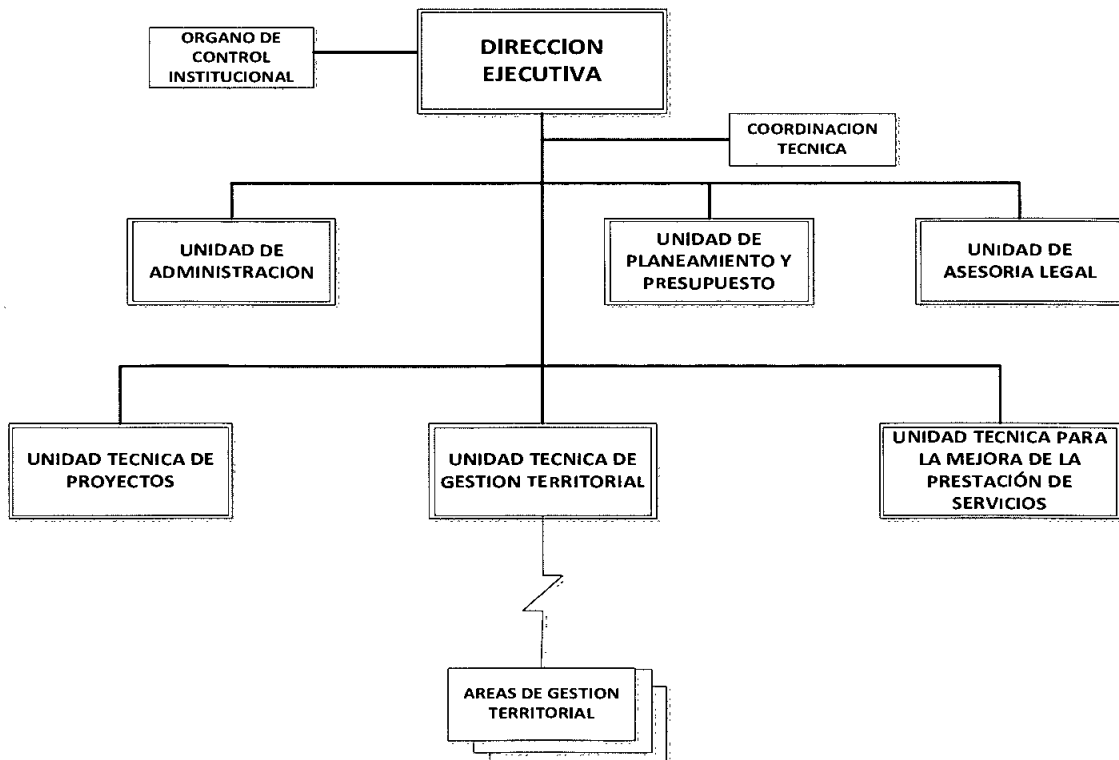 ORGANO DE
CONTROL
INSTITUCIONAL
DIRECCION
EJECUTIVA
COORDINACION
TECNICA
UNIDAD DE
ADMINISTRACION
UNIDAD DE
PLANEAMIENTO Y
PRESUPUESTO
UNIDAD DE
ASESORIA LEGAL
UNIDAD TECNICA DE
PROYECTOS
UNIDAD TECNICA DE
GESTION TERRITORIAL
UNIDAD TECNICA PARA
LA MEJORA DE LA
PRESTACIÓN DE
SERVICIOS
AREAS DE GESTION
TERRITORIAL